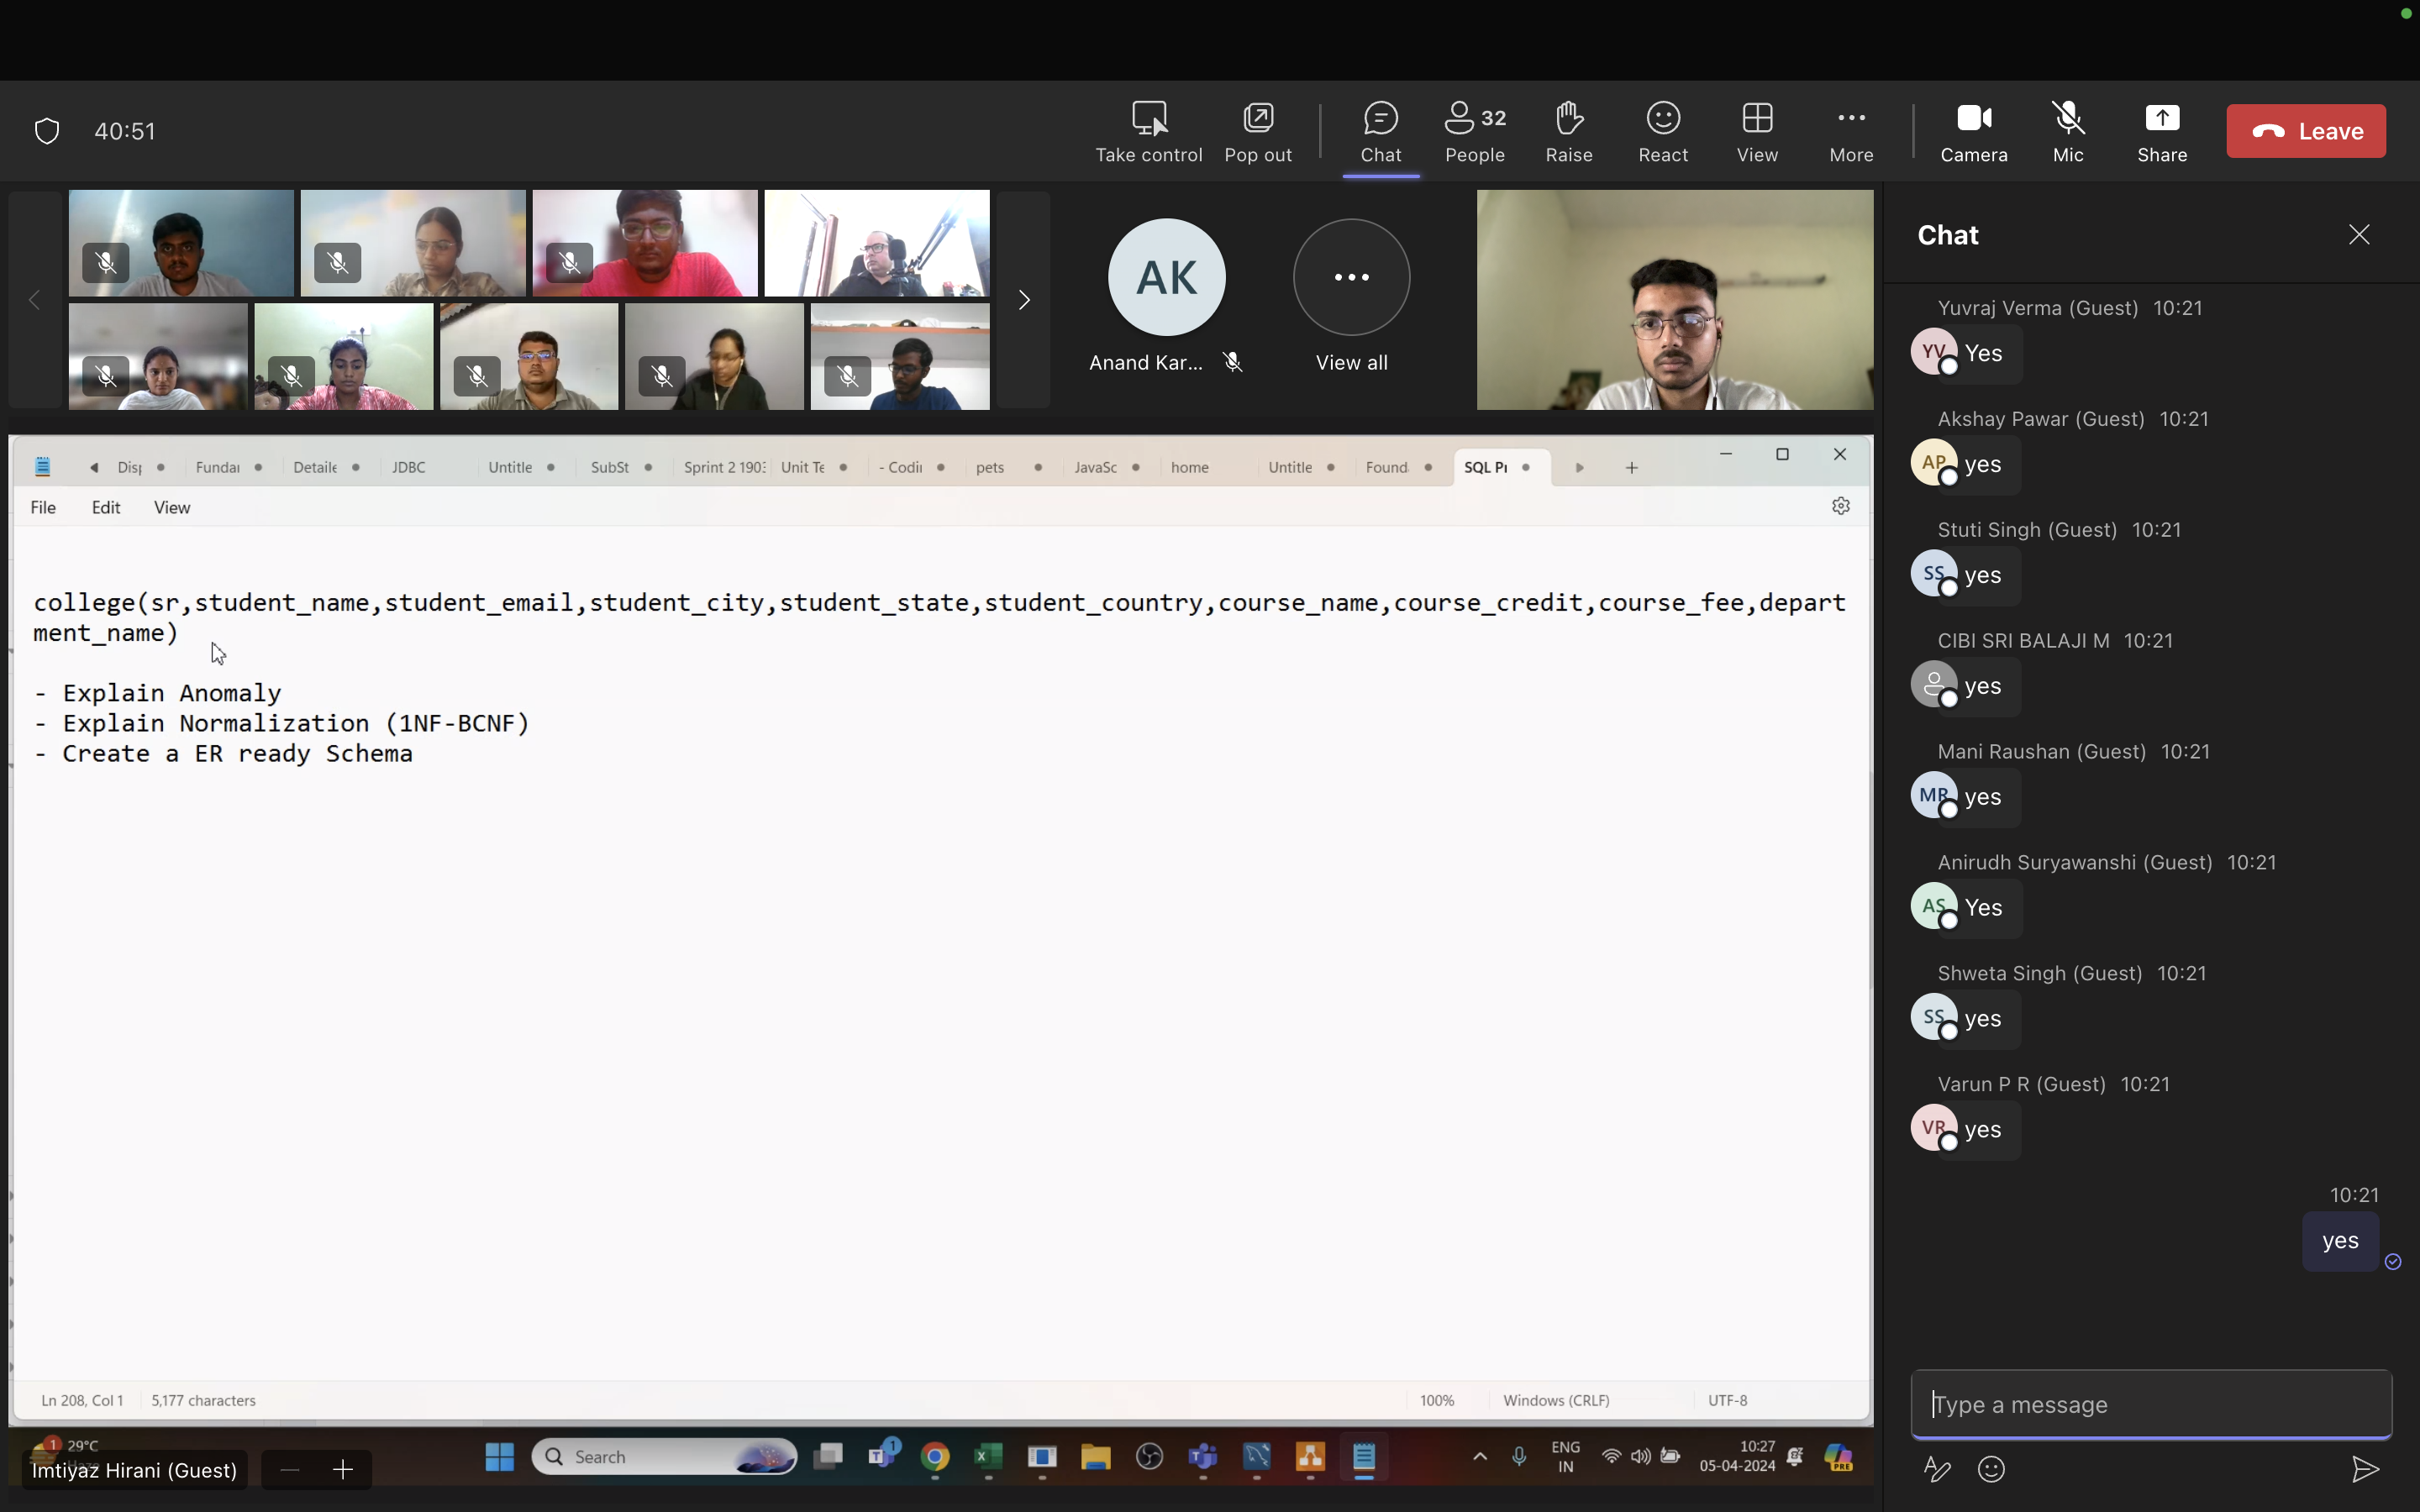 40:51
Take control
Pop out
Chat
32
People
Raise
React
View
More
Camera
Mic
Share
Leave
AK
Anand Kar...
View all
Disp
Fundar
Detaile
JDBC
Untitle
SubSt
Sprint 2 1903
Unit Te
- Codin
pets
JavaSc
home
Untitle
Found
SQL Pr
File
Edit
View
college(sr,student_name,student_email,student_city,student_state,student_country,course_name,course_credit,course_fee,depart
ment_name)
- Explain Anomaly
- Explain Normalization (1NF-BCNF)
- Create a ER ready Schema
Ln 208, Col 1
5,177 characters
100%
Windows (CRLF)
UTF-8
1
29°C
Imtiyaz Hirani (Guest)
Search
1
ENG
IN
10:27
05-04-2024
PRE
Chat
Yuvraj Verma (Guest) 10:21
YV
Yes
Akshay Pawar (Guest) 10:21
AP
yes
Stuti Singh (Guest) 10:21
SS
yes
CIBI SRI BALAJI M 10:21
yes
Mani Raushan (Guest) 10:21
MR
yes
Anirudh Suryawanshi (Guest) 10:21
AS
Yes
Shweta Singh (Guest) 10:21
SS
yes
Varun P R (Guest) 10:21
VR
yes
10:21
yes
Type a message